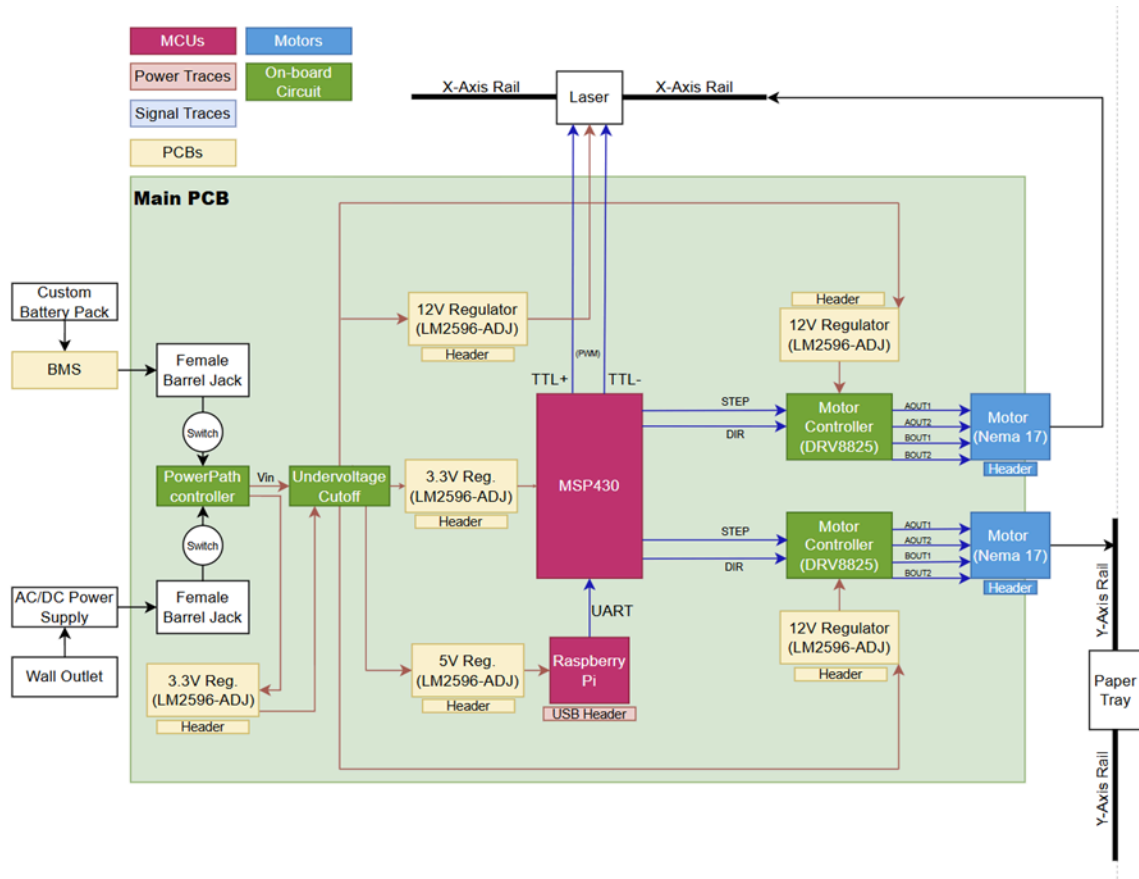 MCUs
Motors
Power Traces
On-board
Circuit
Signal Traces
PCBs
X-Axis Rail
Laser
X-Axis Rail
Main PCB
Custom
Battery Pack
BMS
Female
Barrel Jack
Switch
PowerPath
controller
Vin
Undervoltage
Cutoff
Switch
Female
Barrel Jack
AC/DC Power
Supply
Wall Outlet
3.3V Reg.
(LM2596-ADJ)
Header
12V Regulator
(LM2596-ADJ)
Header
3.3V Reg.
(LM2596-ADJ)
Header
5V Reg.
(LM2596-ADJ)
Header
(PWM)
TTL+
TTL-
MSP430
UART
Raspberry
Pi
USB Header
Header
12V Regulator
(LM2596-ADJ)
STEP
DIR
Motor
Controller
(DRV8825)
AOUT1
AOUT2
BOUT1
BOUT2
Motor
(Nema 17)
Header
STEP
DIR
Motor
Controller
(DRV8825)
AOUT1
AOUT2
BOUT1
BOUT2
Motor
(Nema 17)
Header
12V Regulator
(LM2596-ADJ)
Header
Y-Axis Rail
Paper
Tray
Y-Axis Rail